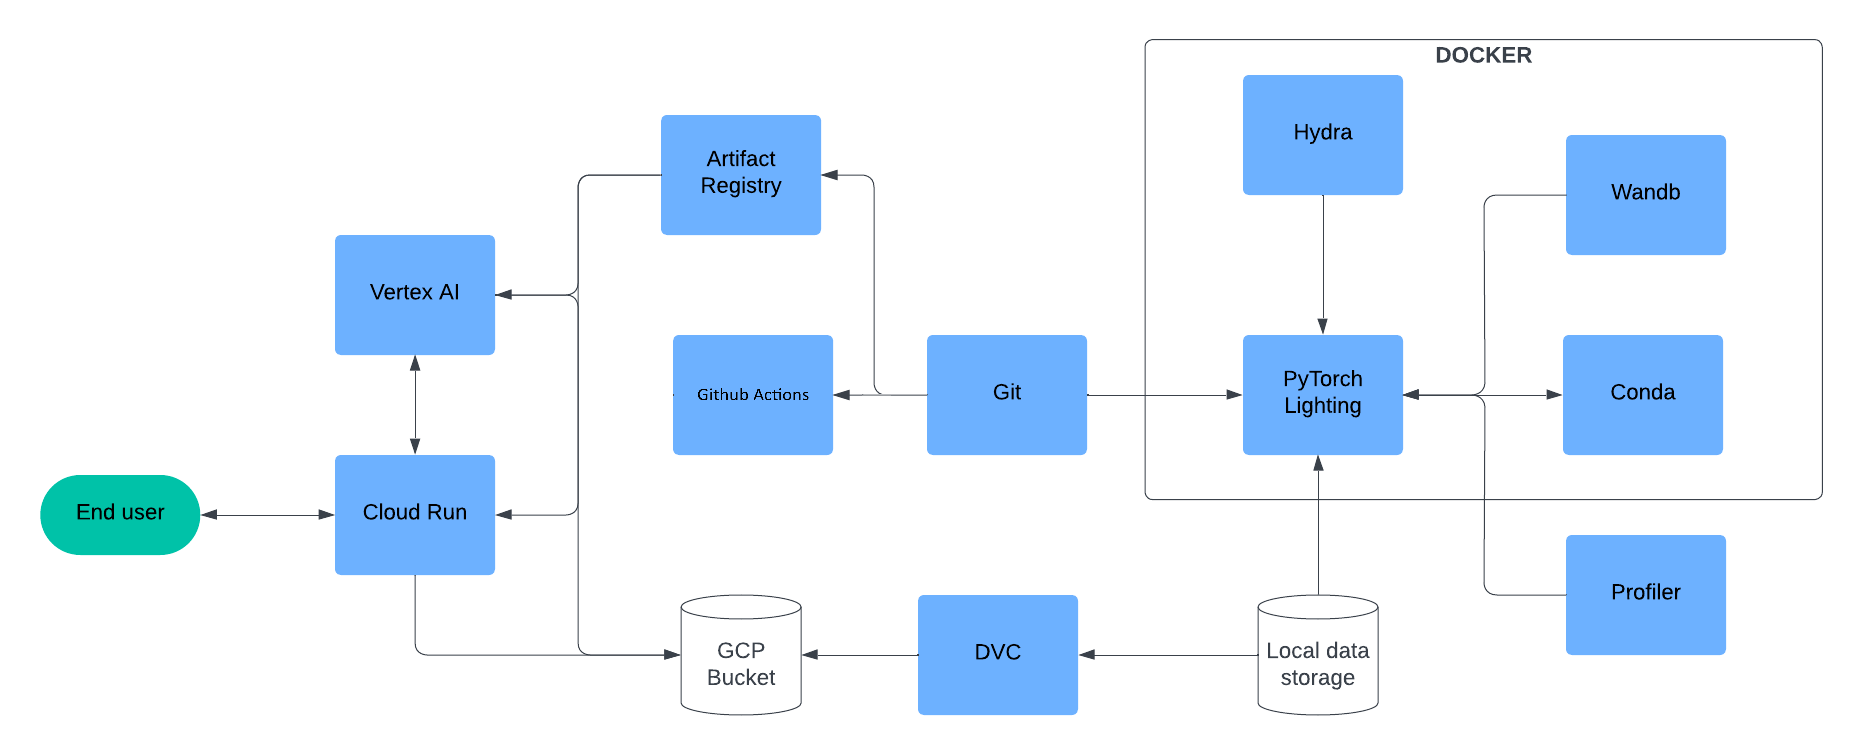 DOCKER
Hydra
Artifact
Registry
Wandb
Vertex AI
Github Actions
Git
PyTorch
Lighting
Conda
End user
Cloud Run
Profiler
GCP
Bucket
DVC
Local data
storage